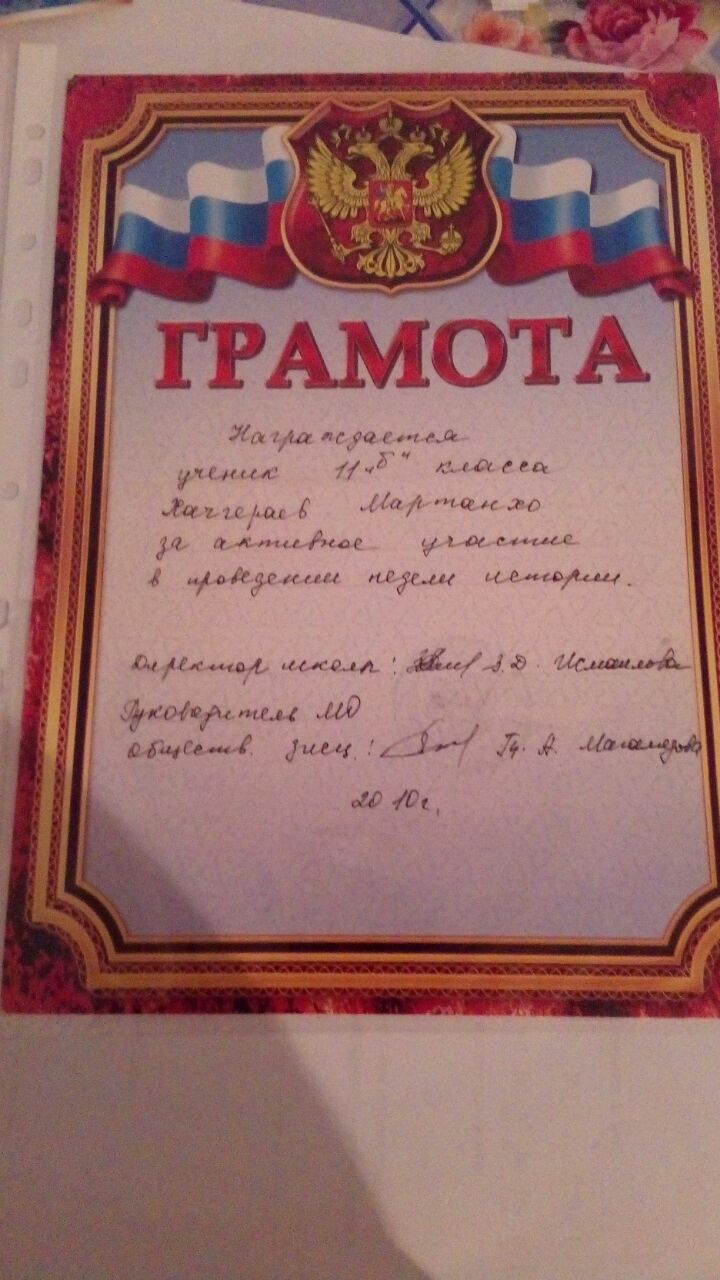 ГРАМОТА
Награждается
ученик 11 „б" класса
Хачгераев Мартанхо
за активное участие
в проведении недели истории.
Директор школы: З.Д. Исмаилова
Руководитель МО
обществ. дисц.: А. Магомедова
2010г.